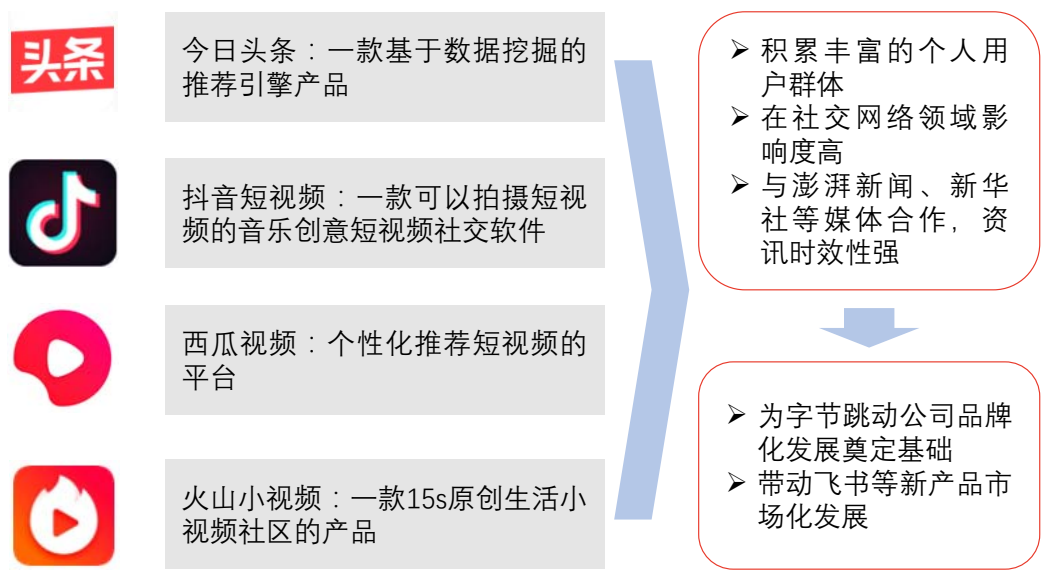 头条
今日头条：一款基于数据挖掘的
推荐引擎产品
抖音短视频：一款可以拍摄短视
频的音乐创意短视频社交软件
西瓜视频：个性化推荐短视频的
平台
火山小视频：一款15s原创生活小
视频社区的产品
➢ 积累丰富的个人用
户群体
➢ 在社交网络领域影
响度高
➢ 与澎湃新闻、新华
社等媒体合作，资
讯时效性强
➢ 为字节跳动公司品牌
化发展奠定基础
➢ 带动飞书等新产品市
场化发展